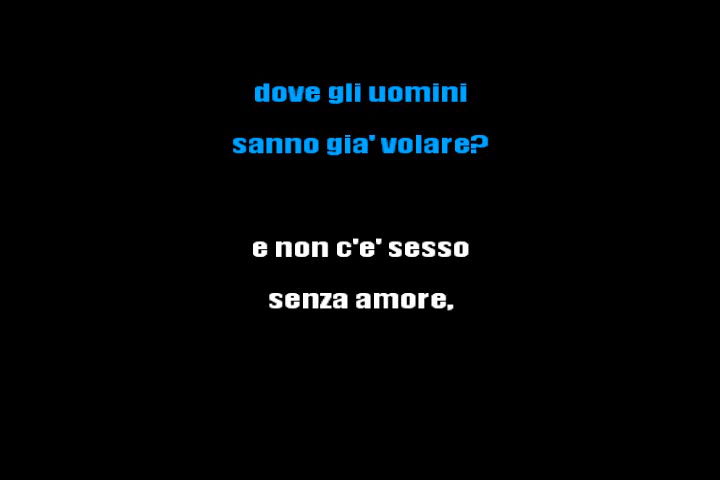 dove gli uomini
sanno gia' volare?
e non c'e' sesso
senza amore,